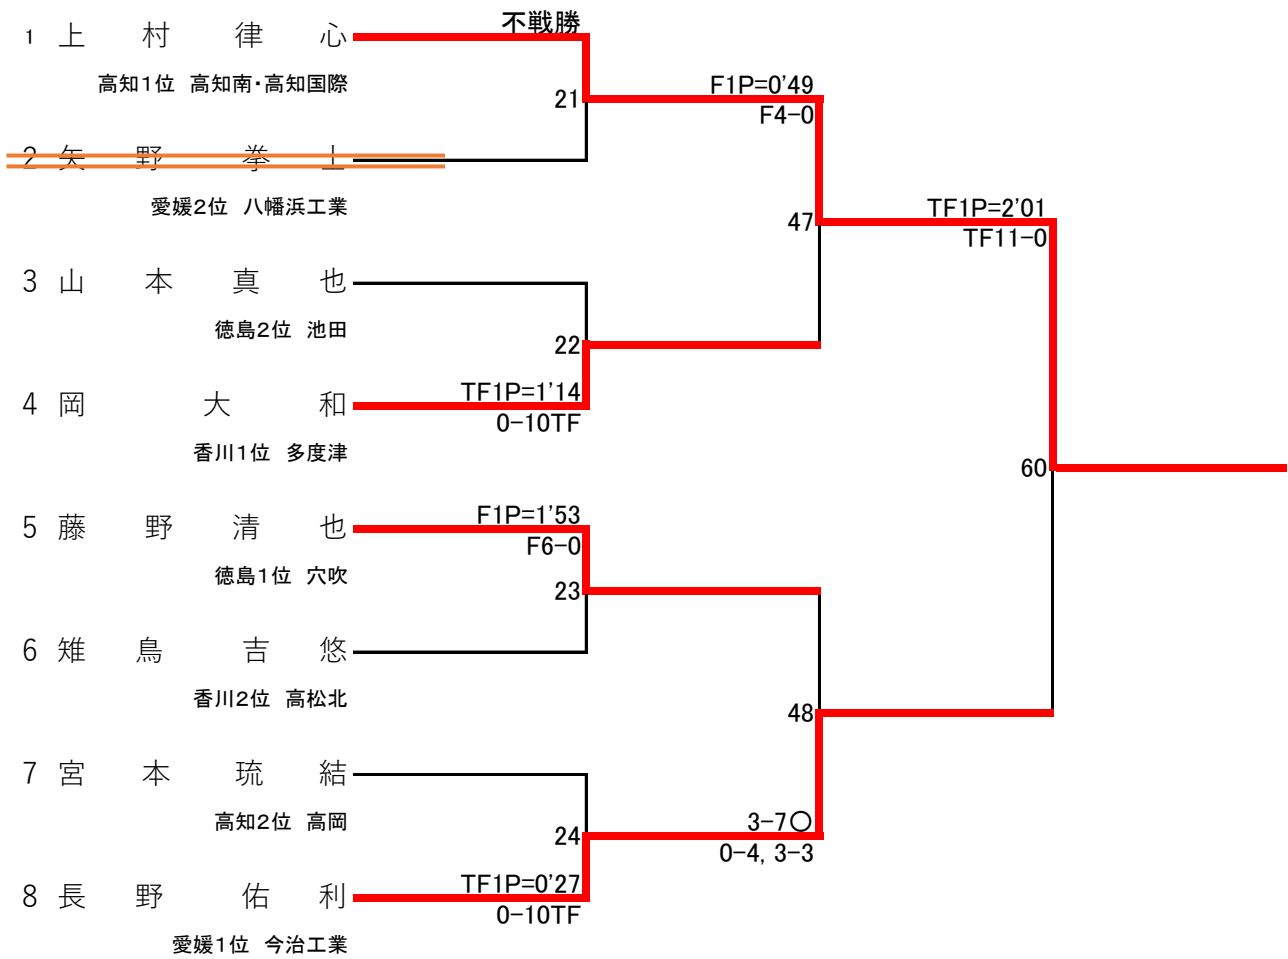 不戦勝
1 上村律心
高知1位 高知南・高知国際
21
F1P=0'49
F4-0
2 矢野拳士
愛媛2位 八幡浜工業
47
TF1P=2'01
TF11-0
3 山本真也
徳島2位 池田
22
4 岡大和
TF1P=1'14
0-10TF
香川1位 多度津
60
5 藤野清也
F1P=1'53
F6-0
徳島1位 穴吹
23
6 雉鳥吉悠
香川2位 高松北
48
7 宮本琉結
高知2位 高岡
24
3-7〇
0-4, 3-3
8 長野佑利
TF1P=0'27
0-10TF
愛媛1位 今治工業